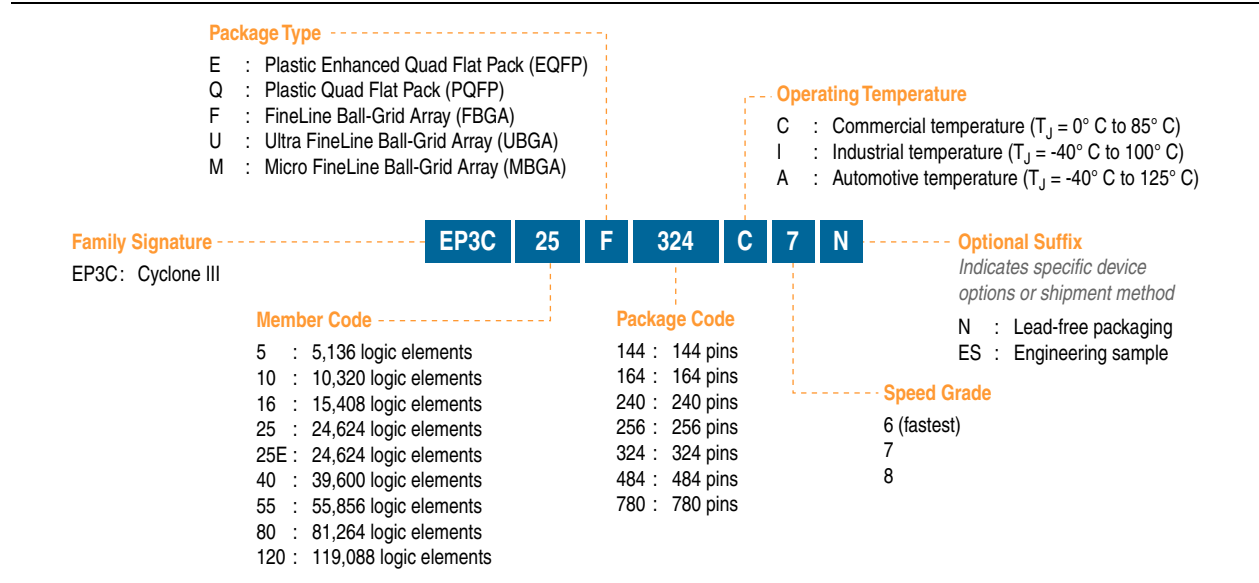 Package Type
E : Plastic Enhanced Quad Flat Pack (EQFP)
Q : Plastic Quad Flat Pack (PQFP)
F : FineLine Ball-Grid Array (FBGA)
U : Ultra FineLine Ball-Grid Array (UBGA)
M : Micro FineLine Ball-Grid Array (MBGA)
Operating Temperature
C : Commercial temperature (TJ = 0° C to 85° C)
I : Industrial temperature (TJ = -40° C to 100° C)
A : Automotive temperature (TJ = -40° C to 125° C)
Family Signature
EP3C : Cyclone III
EP3C 25 F 324 C 7 N
Optional Suffix
Indicates specific device
options or shipment method
N : Lead-free packaging
ES : Engineering sample
Member Code
5 : 5,136 logic elements
10 : 10,320 logic elements
16 : 15,408 logic elements
25 : 24,624 logic elements
25E : 24,624 logic elements
40 : 39,600 logic elements
55 : 55,856 logic elements
80 : 81,264 logic elements
120 : 119,088 logic elements
Package Code
144 : 144 pins
164 : 164 pins
240 : 240 pins
256 : 256 pins
324 : 324 pins
484 : 484 pins
780 : 780 pins
Speed Grade
6 (fastest)
7
8